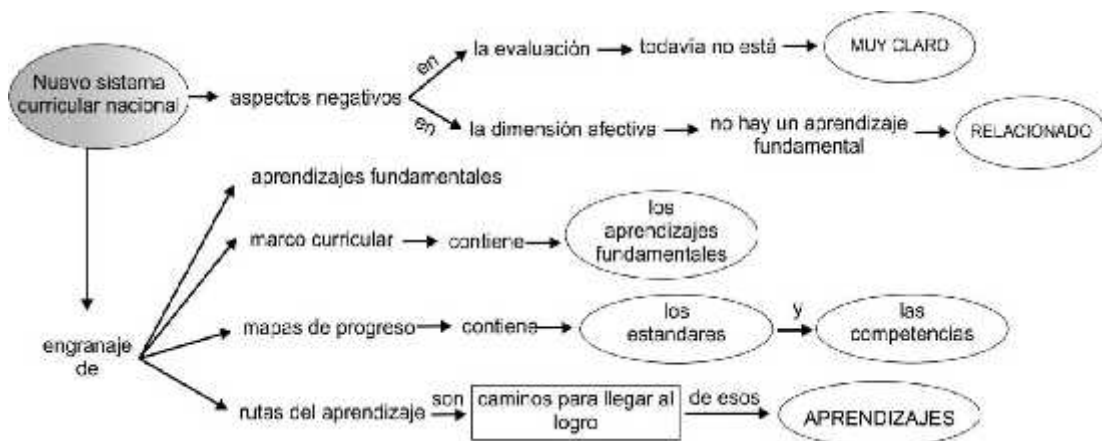 la evaluación todavía no está MUY CLARO
en
Nuevo sistema
curricular nacional
aspectos negativos
en
la dimensión afectiva no hay un aprendizaje
fundamental RELACIONADO
aprendizajes fundamentales
marco curricular contiene los
aprendizajes
fundamentales
mapas de progreso contiene los
estandares y las
competencias
engranaje
de
rutas del aprendizaje son caminos para llegar al
logro de esos APRENDIZAJES